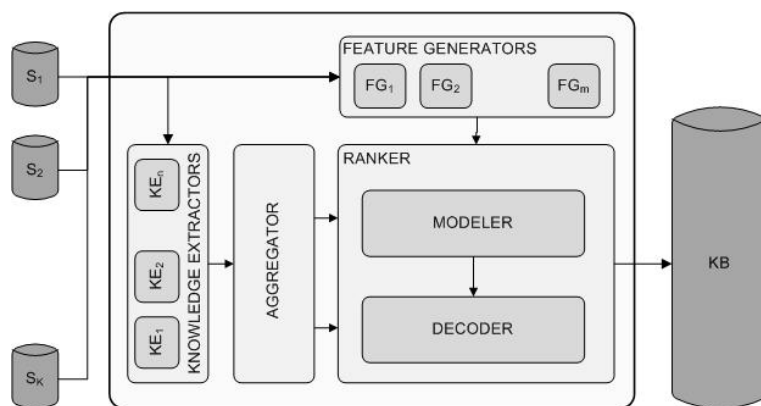 S1
S2
SK
FEATURE GENERATORS
FG1
FG2
FGm
KEn
KE2
KE1
KNOWLEDGE EXTRACTORS
AGGREGATOR
RANKER
MODELER
DECODER
KB